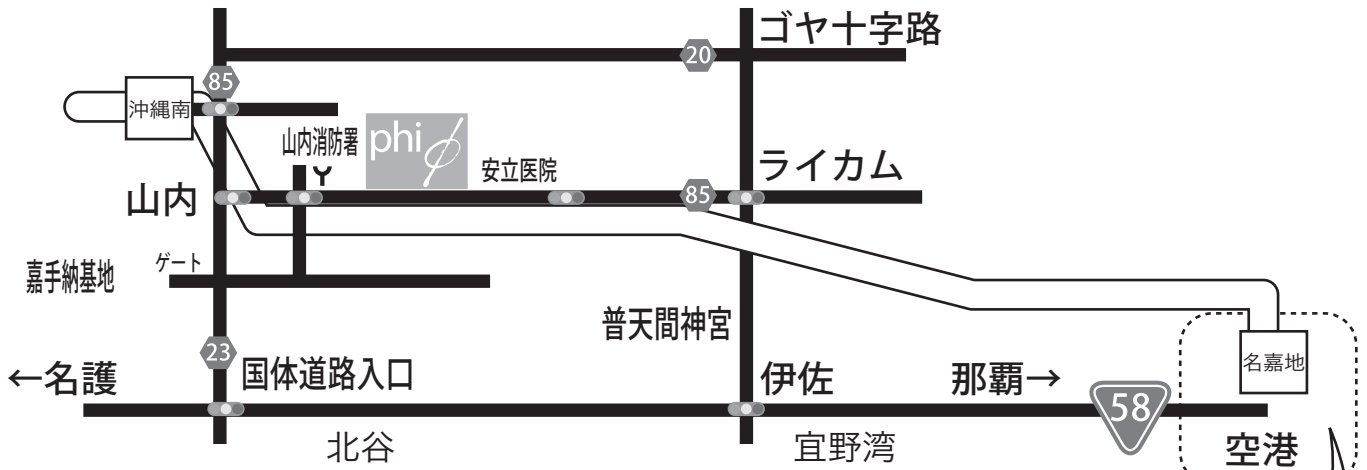 ゴヤ十字路
20
85
沖縄南
山内消防署
phi
安立医院
ライカム
山内
85
ゲート
嘉手納基地
普天間神宮
23
国体道路入口
←名護
伊佐
那覇→
名嘉地
58
北谷
宜野湾
空港